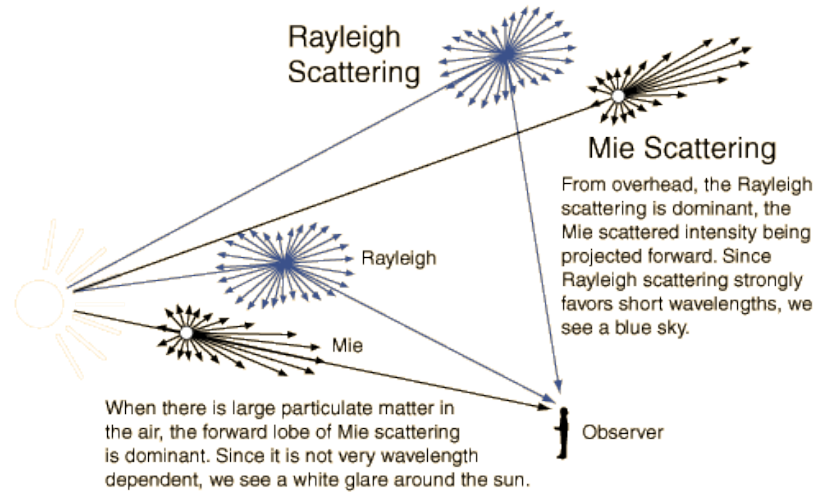 Rayleigh
Scattering
Mie Scattering
From overhead, the Rayleigh
scattering is dominant, the
Mie scattered intensity being
projected forward. Since
Rayleigh scattering strongly
favors short wavelengths, we
see a blue sky.
Rayleigh
Mie
When there is large particulate matter in
the air, the forward lobe of Mie scattering
is dominant. Since it is not very wavelength
dependent, we see a white glare around the sun.
Observer